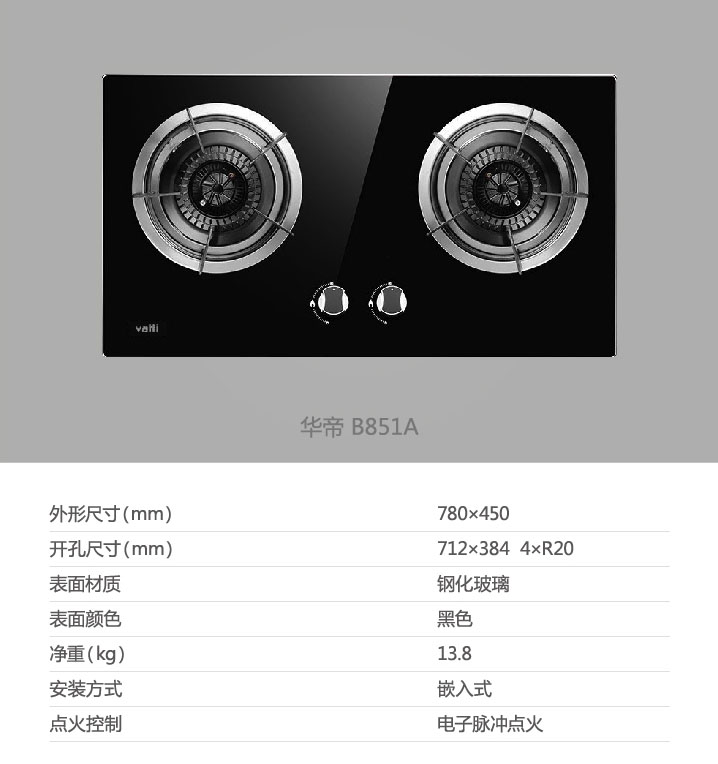 vatti
华帝 B851A
外形尺寸(mm) 780×450
开孔尺寸(mm) 712×384 4×R20
表面材质 钢化玻璃
表面颜色 黑色
净重(kg) 13.8
安装方式 嵌入式
点火控制 电子脉冲点火